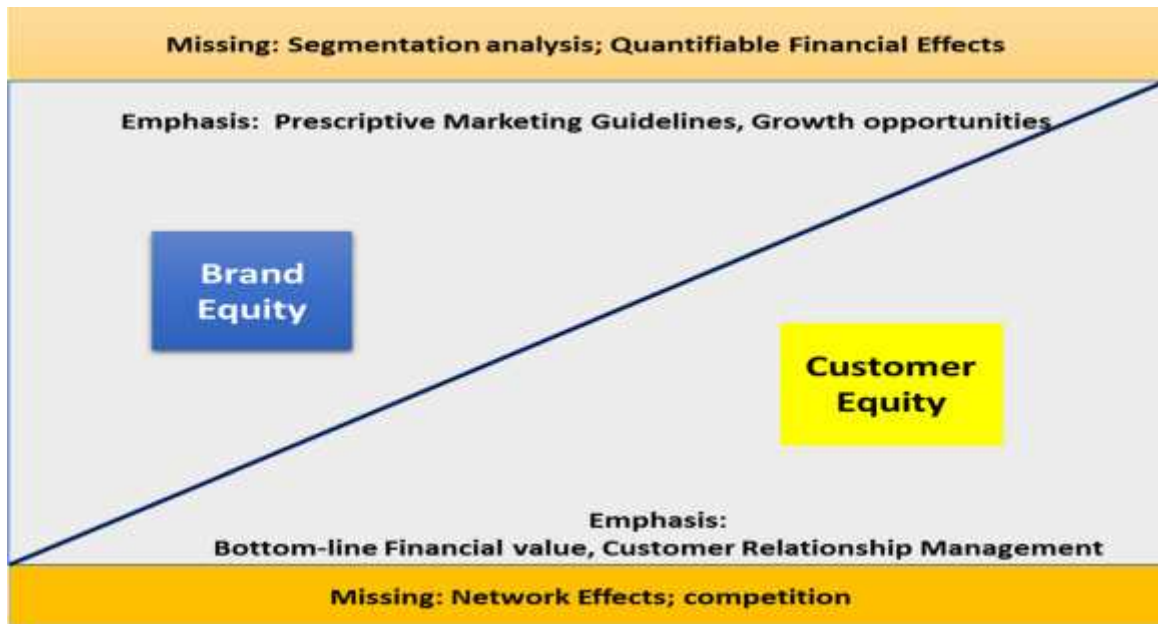 Missing: Segmentation analysis; Quantifiable Financial Effects
Emphasis: Prescriptive Marketing Guidelines, Growth opportunities
Brand
Equity
Customer
Equity
Emphasis:
Bottom-line Financial value, Customer Relationship Management
Missing: Network Effects; competition